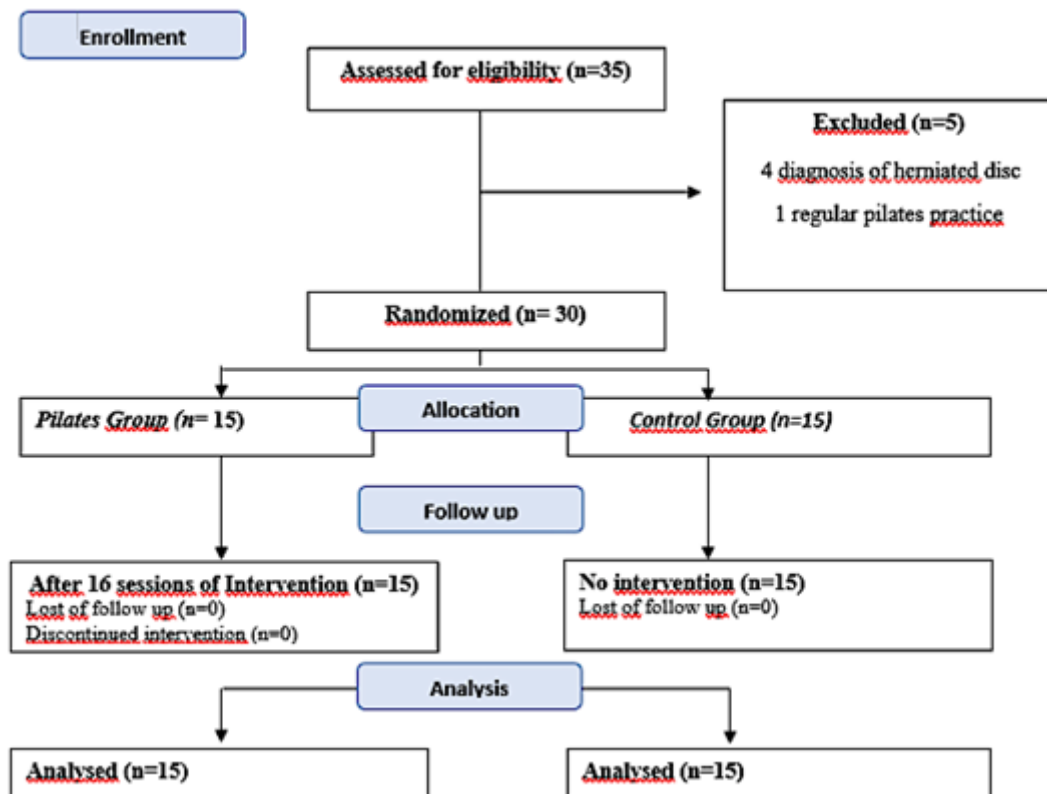 Enrollment
Assessed for eligibility (n=35)
Excluded (n=5)
4 diagnosis of herniated disc
1 regular pilates practice
Randomized (n= 30)
Allocation
Pilates Group (n= 15)
Control Group (n=15)
Follow up
After 16 sessions of Intervention (n=15)
Lost of follow up (n=0)
Discontinued intervention (n=0)
No intervention (n=15)
Lost of follow up (n=0)
Analysis
Analysed (n=15)
Analysed (n=15)